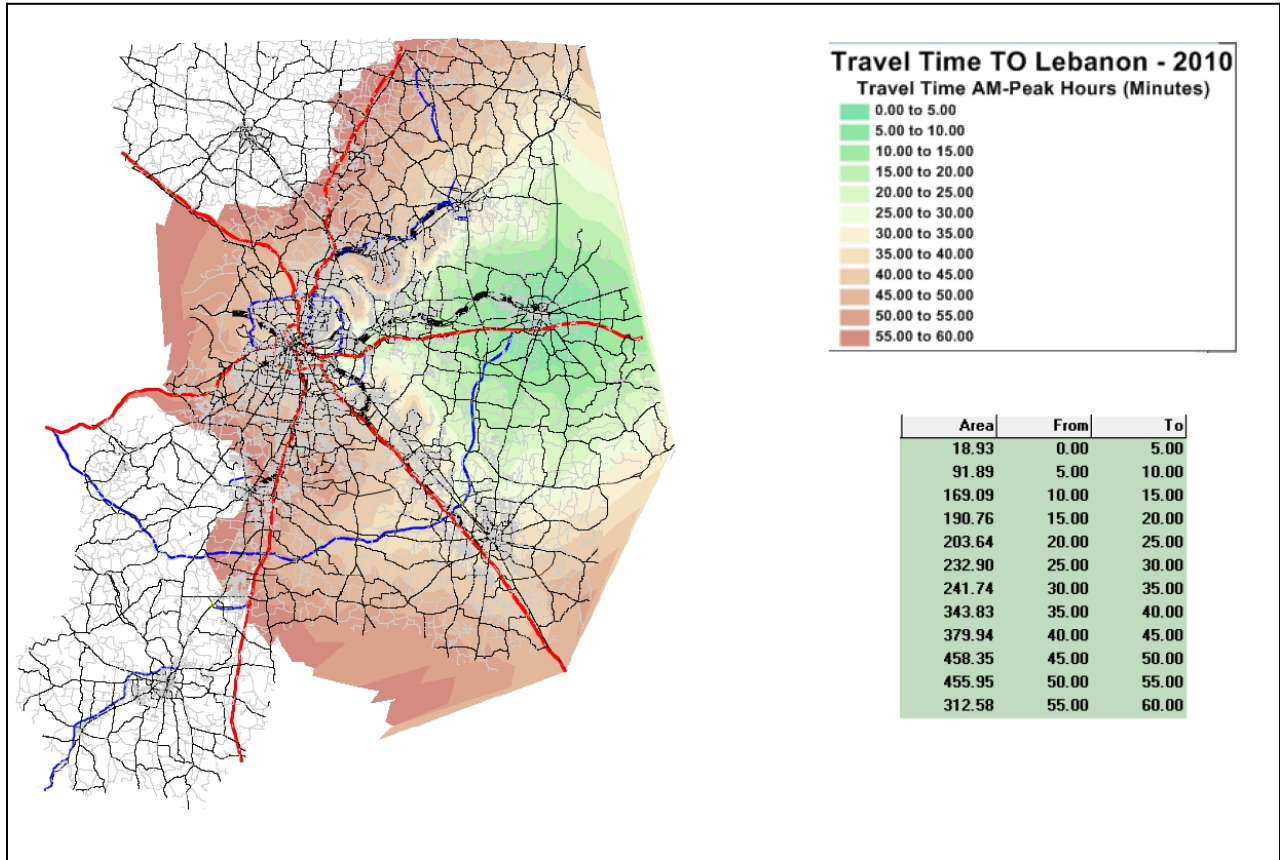 Travel Time TO Lebanon - 2010
Travel Time AM-Peak Hours (Minutes)
0.00 to 5.00
5.00 to 10.00
10.00 to 15.00
15.00 to 20.00
20.00 to 25.00
25.00 to 30.00
30.00 to 35.00
35.00 to 40.00
40.00 to 45.00
45.00 to 50.00
50.00 to 55.00
55.00 to 60.00
Area From To
18.93 0.00 5.00
91.89 5.00 10.00
169.09 10.00 15.00
190.76 15.00 20.00
203.64 20.00 25.00
232.90 25.00 30.00
241.74 30.00 35.00
343.83 35.00 40.00
379.94 40.00 45.00
458.35 45.00 50.00
455.95 50.00 55.00
312.58 55.00 60.00